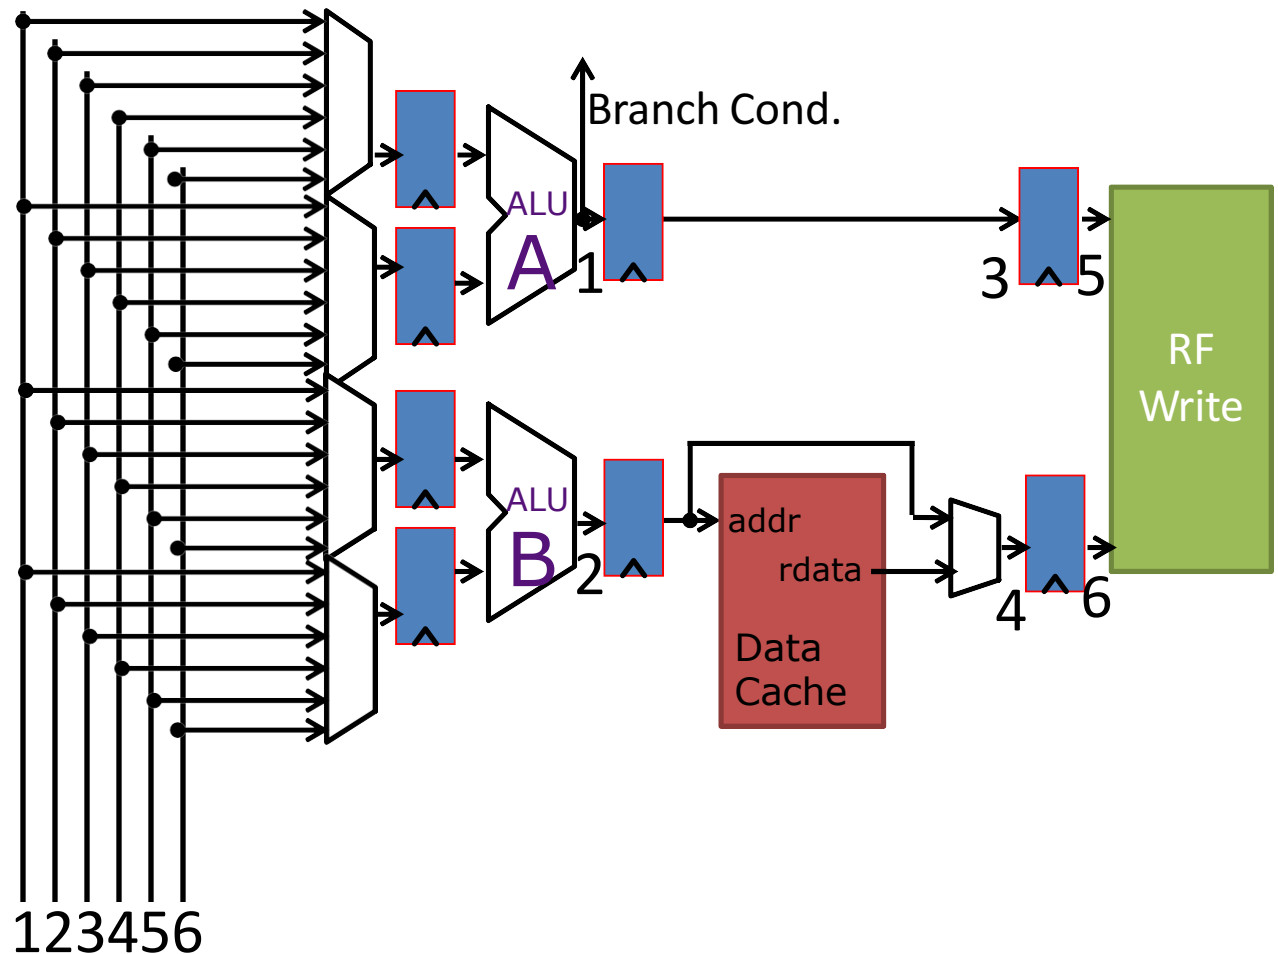 Branch Cond.
ALU
A
1
3
5
RF
Write
ALU
B
2
addr
rdata
4
6
Data
Cache
123456